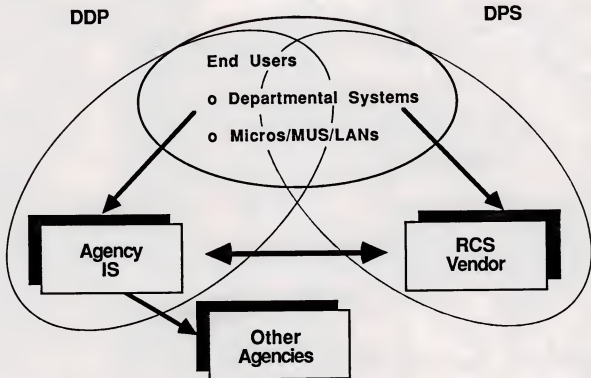 DDP
DPS
End Users
o Departmental Systems
o Micros/MUS/LANs
Agency
IS
RCS
Vendor
Other
Agencies